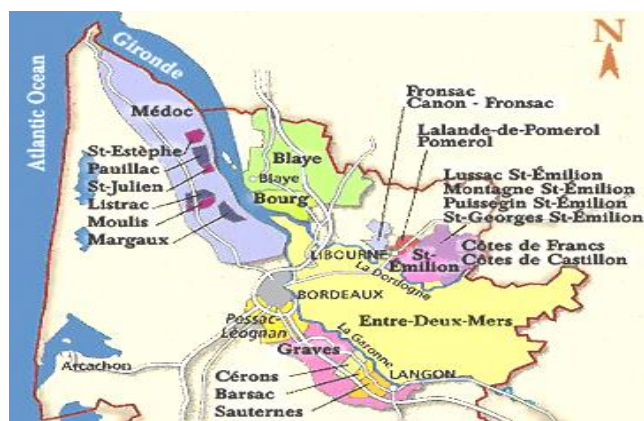 N
Atlantic Ocean
Gironde
Médoc
St-Estèphe
Pauillac
St-Julien
Listrac
Moulis
Margaux
Blaye
Blaye
Bourg
Fronsac
Canon - Fronsac
Lalande-de-Pomerol
Pomerol
Lussac St-Émilion
Montagne St-Émilion
Puissegin St-Émilion
St-Georges St-Émilion
Côtes de Francs
Côtes de Castillon
LIBOURNE
St-
Émilion
La Dordogne
BORDEAUX
Pessac-
Léognan
Entre-Deux-Mers
La Garonne
Graves
Arcachon
Cérons
Barsac
Sauternes
LANGON